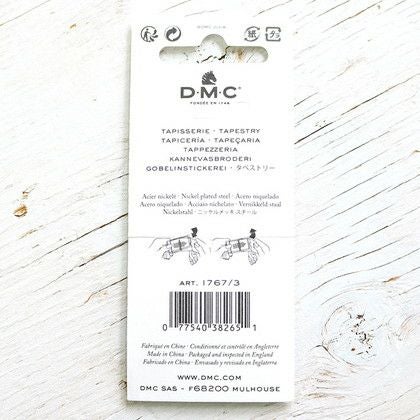 紙
D·M·C
FONDÉE EN 1746
TAPISSERIE · TAPESTRY
TAPICERÍA · TAPEÇARIA
TAPPEZZERIA
KANNEVASBRODERI
GOBELINSTICKEREI · タペストリー
Acier nickelé · Nickel plated steel · Acero niquelado
Acero niquelado · Acciaio nichelato · Vernikkeld staal
Nickelstahl · ニッケルメッキ.スチール
ART. 1767/3
0 77540 38265 1
Fabriqué en Chine · Conditionné et contrôlé en Angleterre
Made in China · Packaged and inspected in England
Fabricado en China · Envasado y revisado en Inglaterra
WWW.DMC.COM
DMC SAS - F68200 MULHOUSE